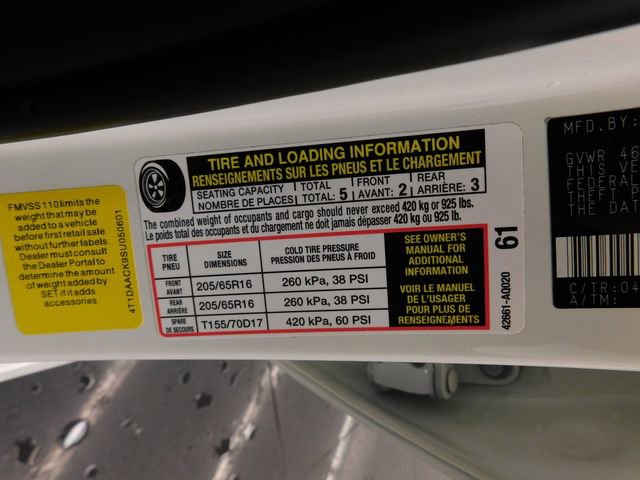 FMVSS 110 limits the
weight that may be
added to a vehicle
before first retail sale
without further labels.
Dealer must consult
the Dealer Portal to
determine the amount
of weight added by
SET if it adds
accessories.
4T1DAACK9SU050601
TIRE AND LOADING INFORMATION
RENSEIGNEMENTS SUR LES PNEUS ET LE CHARGEMENT
SEATING CAPACITY TOTAL FRONT REAR
NOMBRE DE PLACES TOTAL: 5 AVANT: 2 ARRIÈRE: 3
The combined weight of occupants and cargo should never exceed 420 kg or 925 lbs.
Le poids total des occupants et du chargement ne doit jamais dépasser 420 kg ou 925 lb.
TIRE
PNEU
SIZE
DIMENSIONS
COLD TIRE PRESSURE
PRESSION DES PNEUS À FROID
FRONT
AVANT
205/65R16
260 kPa, 38 PSI
REAR
ARRIÈRE
205/65R16
260 kPa, 38 PSI
SPARE
DE SECOURS
T155/70D17
420 kPa, 60 PSI
SEE OWNER'S
MANUAL FOR
ADDITIONAL
INFORMATION
VOIR LE MANUEL
DE L'USAGER
POUR PLUS DE
RENSEIGNEMENTS
61
42661-A0020
MFD. BY:
GVWR 46
THIS VE
FEDERAL
THEFT
THE DAT
C/TR: 04
A/TM: